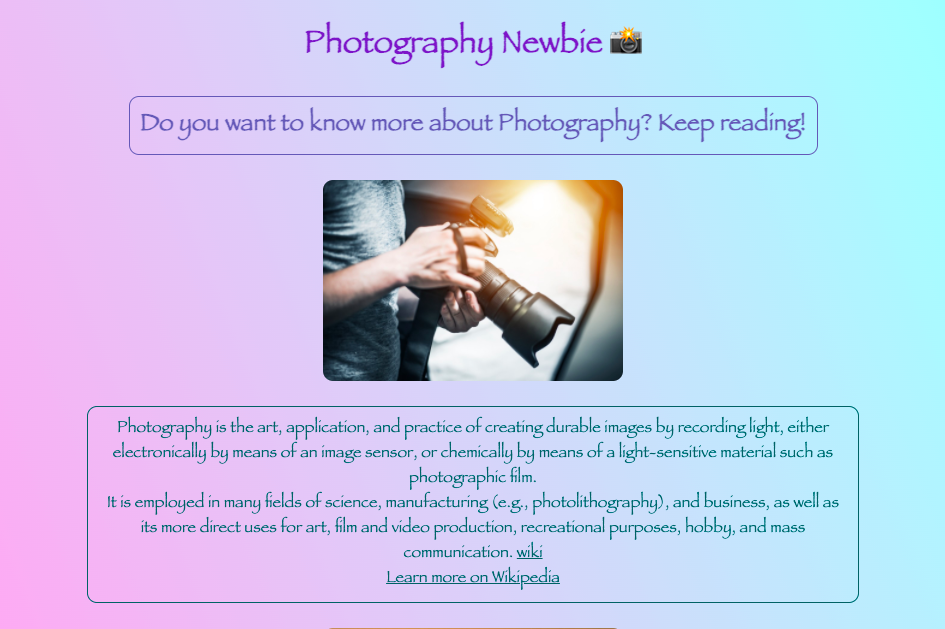 Photography Newbie 📸
Do you want to know more about Photography? Keep reading!
Photography is the art, application, and practice of creating durable images by recording light, either
electronically by means of an image sensor, or chemically by means of a light-sensitive material such as
photographic film.
It is employed in many fields of science, manufacturing (e.g., photolithography), and business, as well as
its more direct uses for art, film and video production, recreational purposes, hobby, and mass
communication. wiki
Learn more on Wikipedia